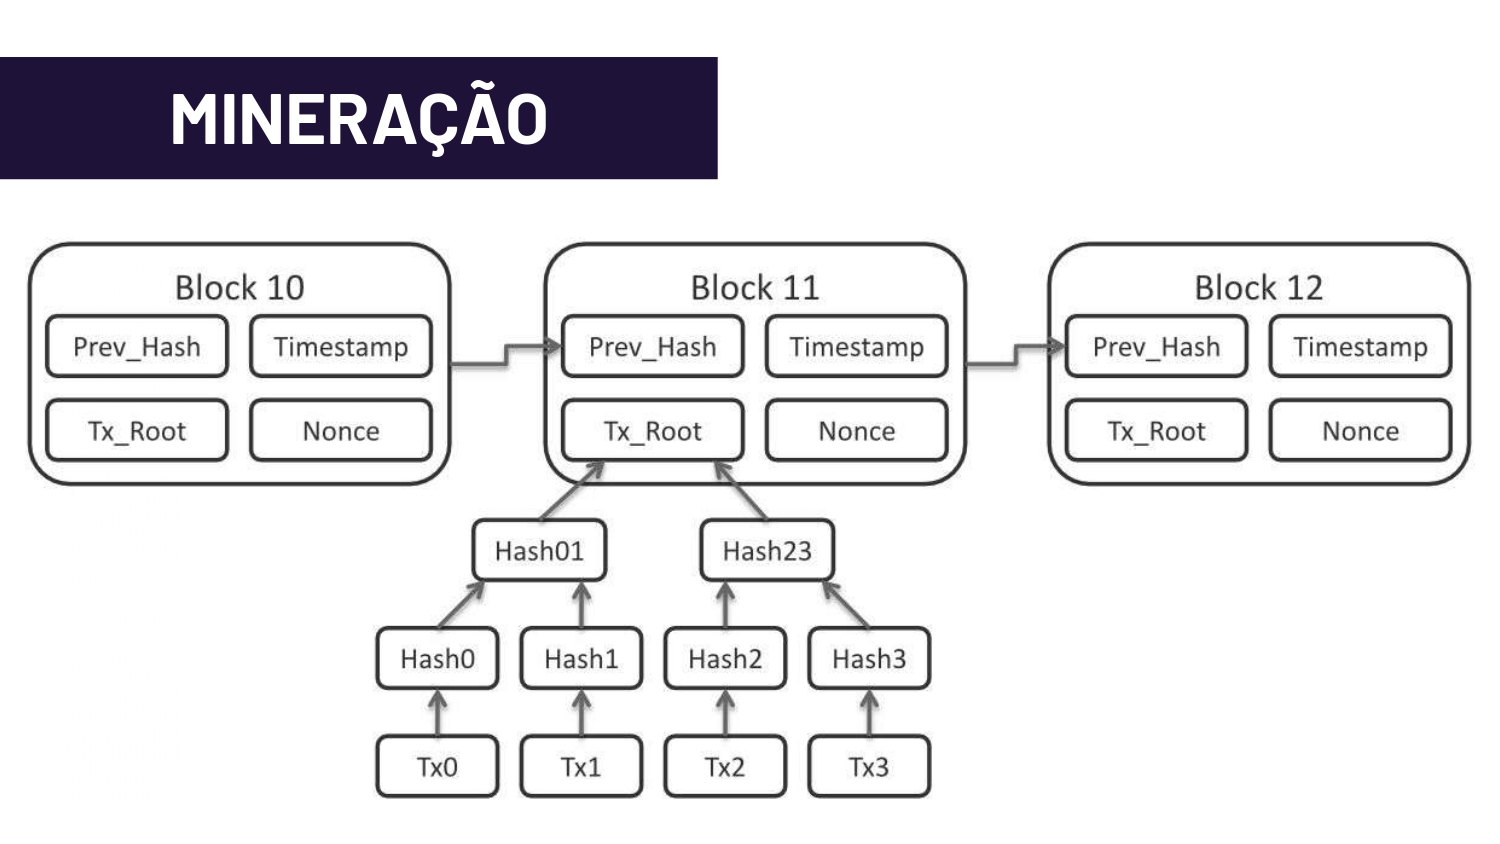 MINERAÇÃO
Block 10
Block 11
Block 12
Prev_Hash Timestamp Prev_Hash Timestamp Prev_Hash Timestamp
Tx_Root Nonce Tx_Root Nonce Tx_Root Nonce
Hash01 Hash23
Hash0 Hash1 Hash2 Hash3
Tx0 Tx1 Tx2 Tx3